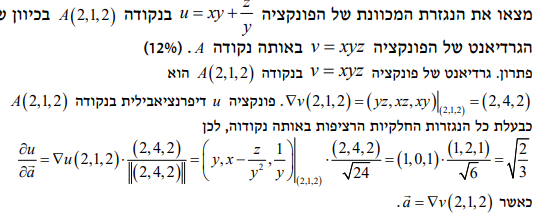 מצאו את הנגזרת המכוונת של הפונקציה u = xy + z/y בנקודה A(2,1,2) בכיוון
הגרדיאנט של הפונקציה v = xyz באותה נקודה A. (12%)
פתרון. גרדיאנט של פונקציה v = xyz בנקודה A(2,1,2) הוא
∇v(2,1,2) = (yz, xz, xy)|_(2,1,2) = (2,4,2). פונקציה u דיפרנציאבילית בנקודה A(2,1,2)
כבעלת כל הנגזרות החלקיות הרציפות באותה נקודוה, לכן
∂u/∂a⃗ = ∇u(2,1,2)·(2,4,2)/‖(2,4,2)‖ = (y, x − z/y², 1/y)|_(2,1,2) · (2,4,2)/√24 = (1,0,1)·(1,2,1)/√6 = √(2/3)
כאשר a⃗ = ∇v(2,1,2).